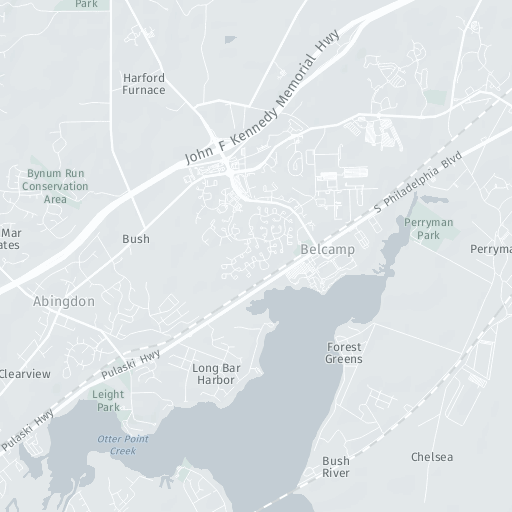 Park
John F Kennedy Memorial Hwy
Harford
Furnace
Bynum Run
Conservation
Area
S Philadelphia Blvd
Perryman
Park
Mar
ates
Bush
Belcamp
Perryma
Abingdon
Forest
Greens
Pulaski Hwy
Clearview
Long Bar
Harbor
Leight
Park
Pulaski Hwy
Otter Point
Creek
Bush
River
Chelsea